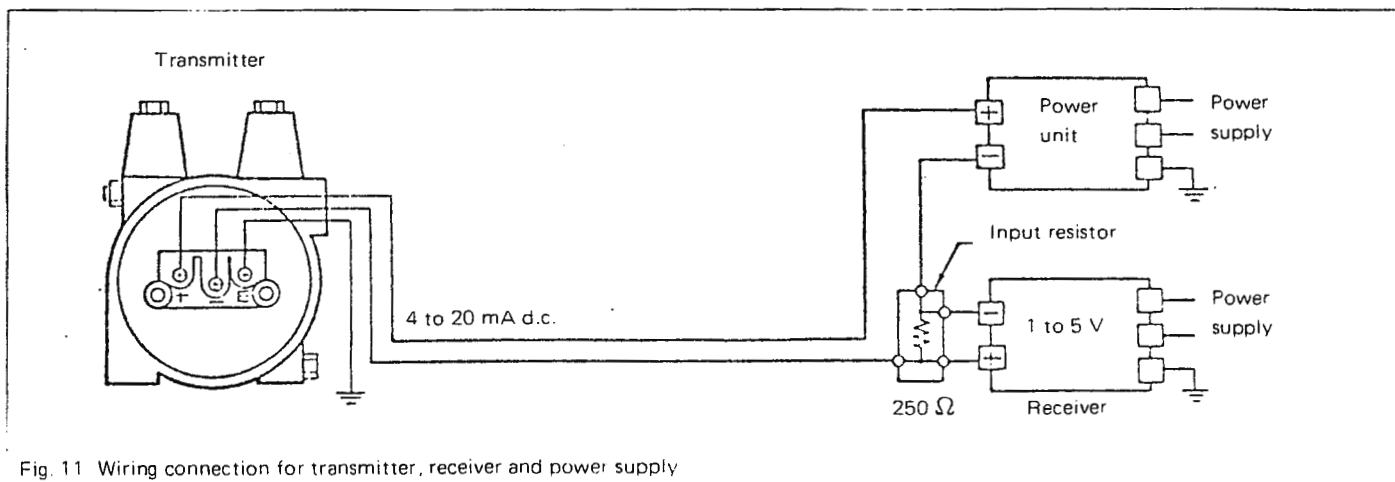 Transmitter
+
−
E
4 to 20 mA d.c.
+
−
Power
unit
Power
supply
Input resistor
−
+
1 to 5 V
Power
supply
250 Ω
Receiver
Fig. 11 Wiring connection for transmitter, receiver and power supply